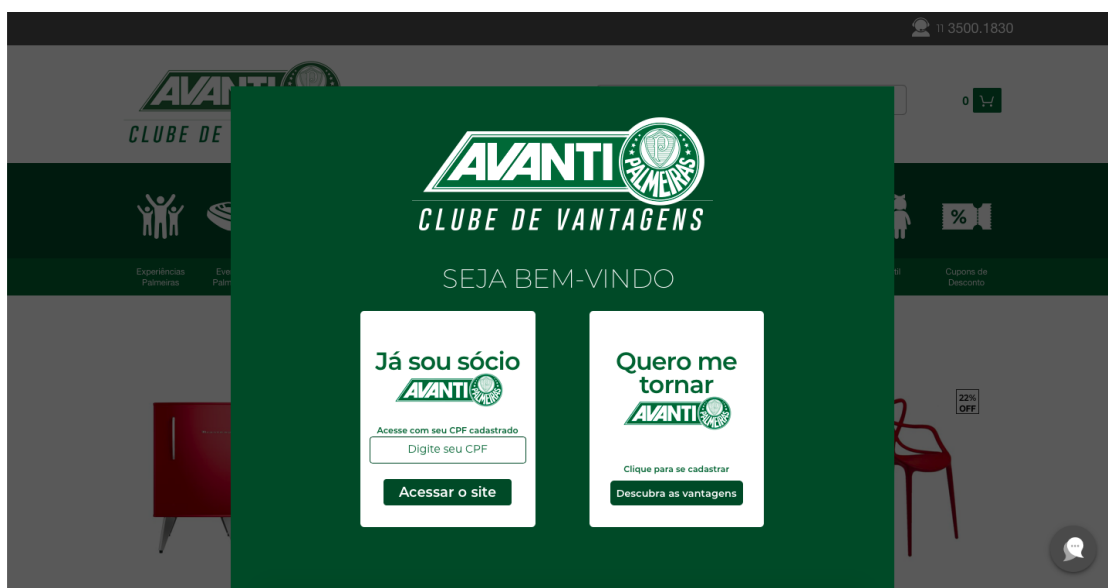 11 3500.1830
AVANTI
CLUBE DE
0
%
Experiências
Palmeiras
Cupons de
Desconto
AVANTI
PALMEIRAS
CLUBE DE VANTAGENS
SEJA BEM-VINDO
Já sou sócio
AVANTI
PALMEIRAS
Acesse com seu CPF cadastrado
Digite seu CPF
Acessar o site
Quero me
tornar
AVANTI
PALMEIRAS
Clique para se cadastrar
Descubra as vantagens
22%
OFF